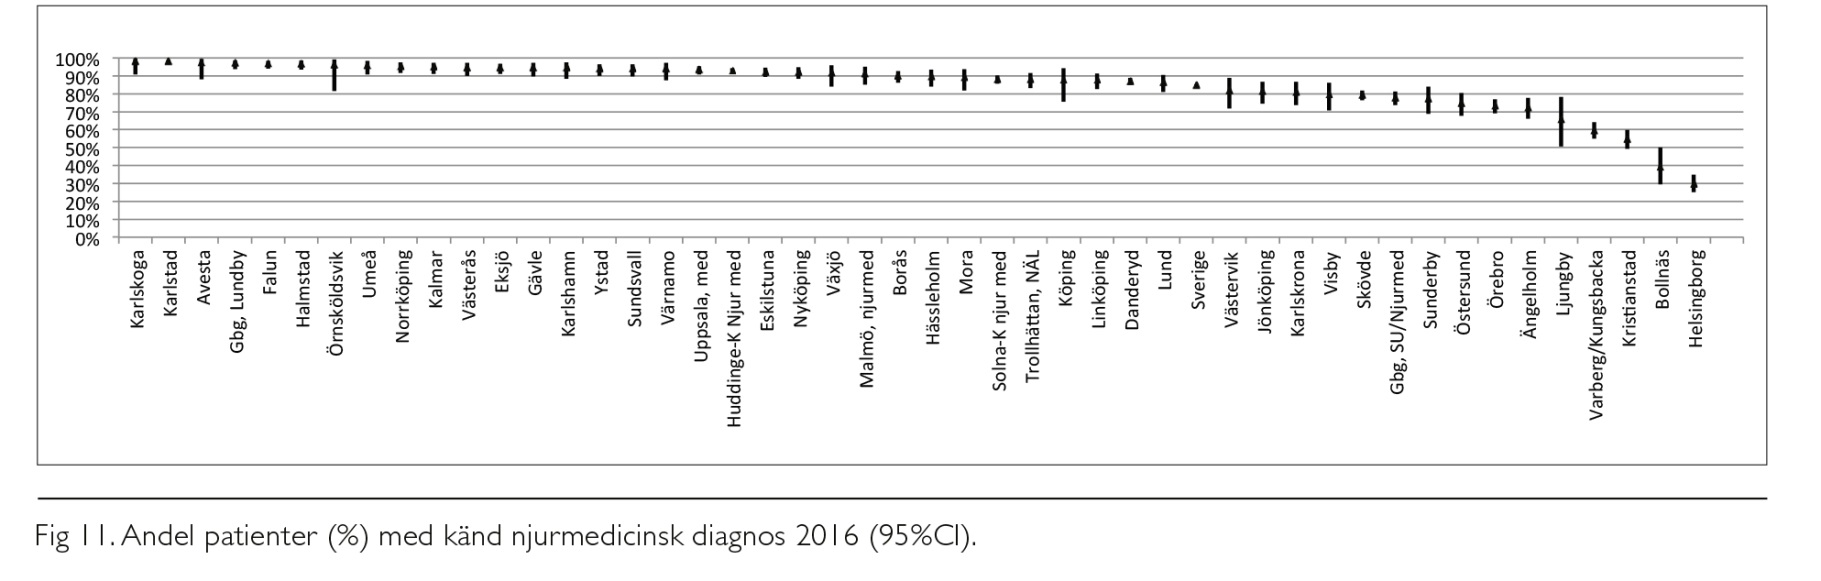 100%
90%
80%
70%
60%
50%
40%
30%
20%
10%
0%
Karlskoga
Karlstad
Avesta
Gbg, Lundby
Falun
Halmstad
Örnsköldsvik
Umeå
Norrköping
Kalmar
Västerås
Eksjö
Gävle
Karlshamn
Ystad
Sundsvall
Värnamo
Uppsala, med
Huddinge-K Njur med
Eskilstuna
Nyköping
Växjö
Malmö, njurmed
Borås
Hässleholm
Mora
Solna-K njur med
Trollhättan, NÄL
Köping
Linköping
Danderyd
Lund
Sverige
Västervik
Jönköping
Karlskrona
Visby
Skövde
Gbg, SU/Njurmed
Sunderby
Östersund
Örebro
Ängelholm
Ljungby
Varberg/Kungsbacka
Kristianstad
Bollnäs
Helsingborg
Fig 11. Andel patienter (%) med känd njurmedicinsk diagnos 2016 (95%CI).